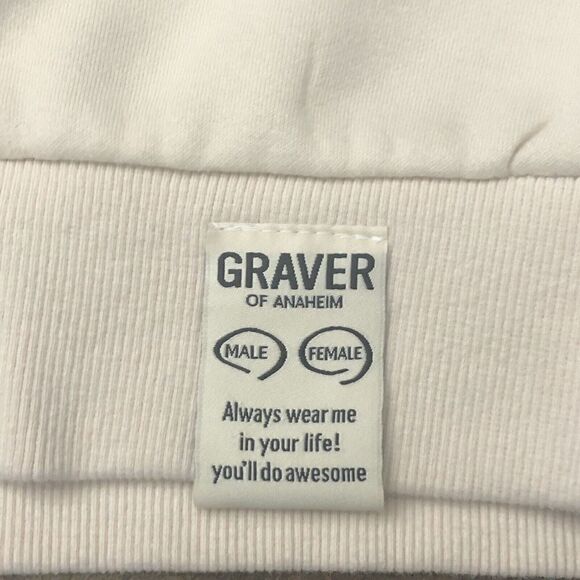 GRAVER
OF ANAHEIM
MALE FEMALE
Always wear me
in your life!
you'll do awesome